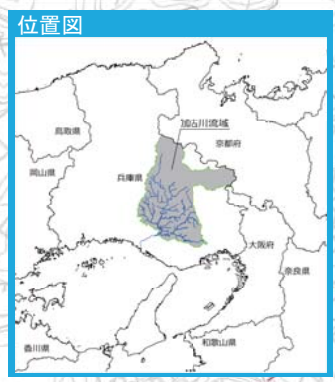 位置図
加古川流域
鳥取県
京都府
岡山県
兵庫県
大阪府
奈良県
和歌山県
香川県